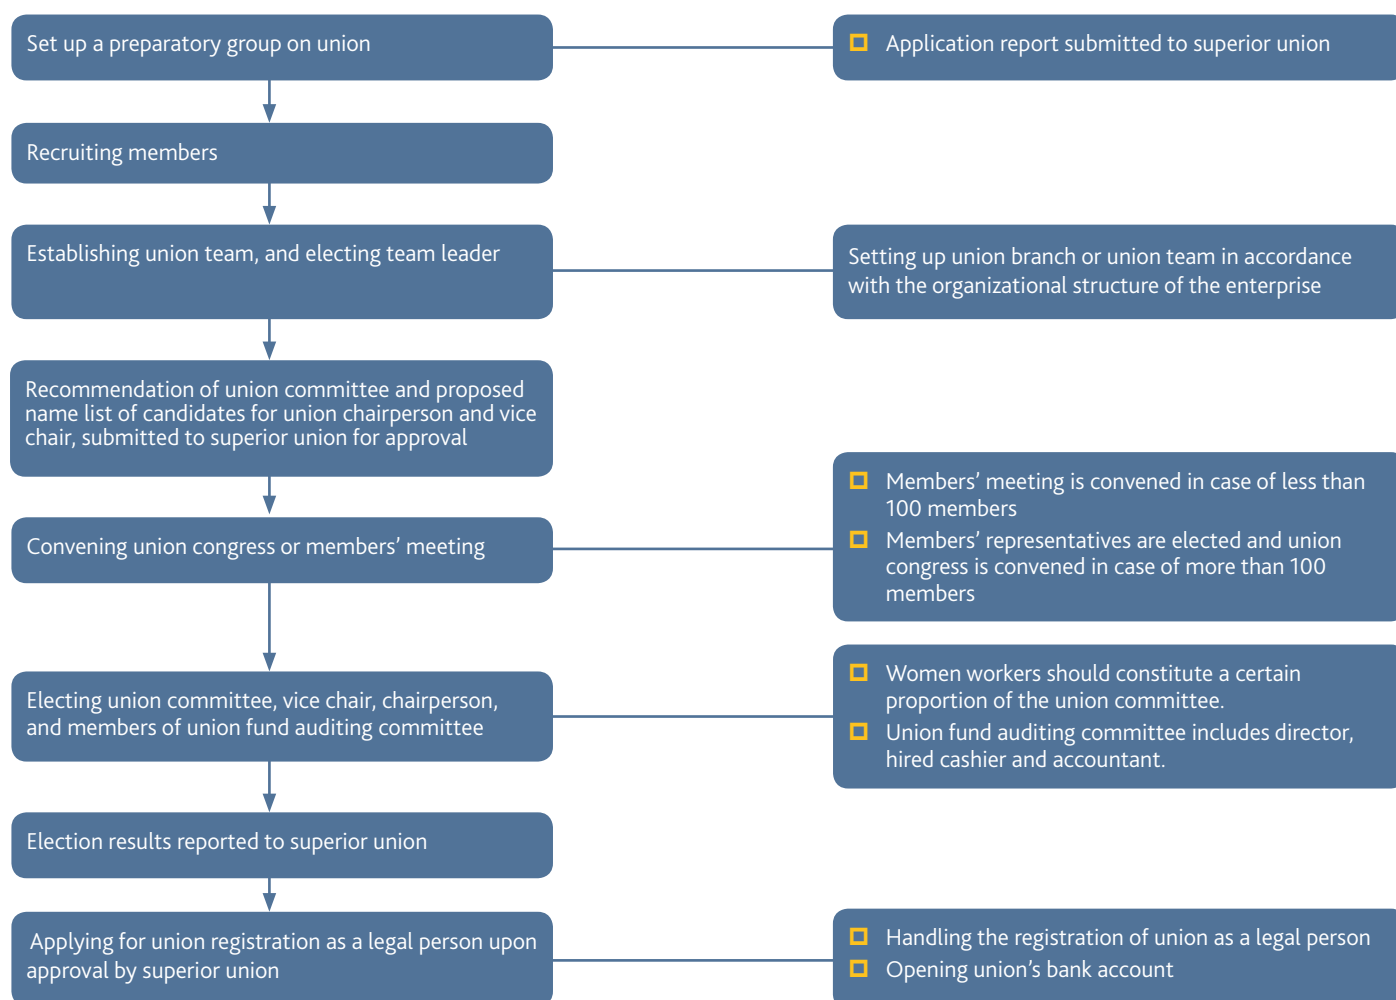 Set up a preparatory group on union
Application report submitted to superior union
Recruiting members
Establishing union team, and electing team leader
Setting up union branch or union team in accordance
with the organizational structure of the enterprise
Recommendation of union committee and proposed
name list of candidates for union chairperson and vice
chair, submitted to superior union for approval
Convening union congress or members’ meeting
Members’ meeting is convened in case of less than
100 members
Members’ representatives are elected and union
congress is convened in case of more than 100
members
Electing union committee, vice chair, chairperson,
and members of union fund auditing committee
Women workers should constitute a certain
proportion of the union committee.
Union fund auditing committee includes director,
hired cashier and accountant.
Election results reported to superior union
Applying for union registration as a legal person upon
approval by superior union
Handling the registration of union as a legal person
Opening union’s bank account